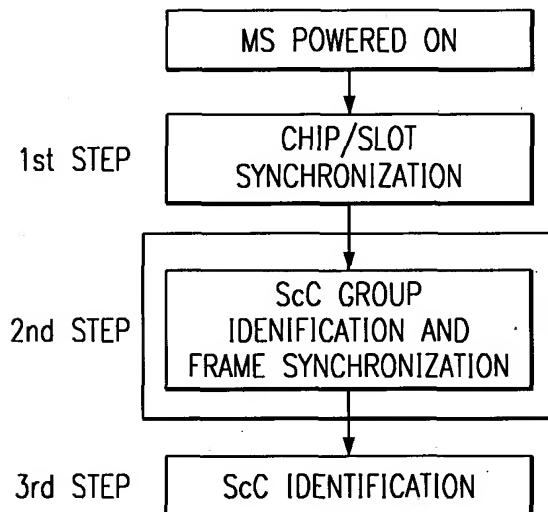 MS POWERED ON
1st STEP
CHIP/SLOT
SYNCHRONIZATION
2nd STEP
ScC GROUP
IDENIFICATION AND
FRAME SYNCHRONIZATION
3rd STEP
ScC IDENTIFICATION